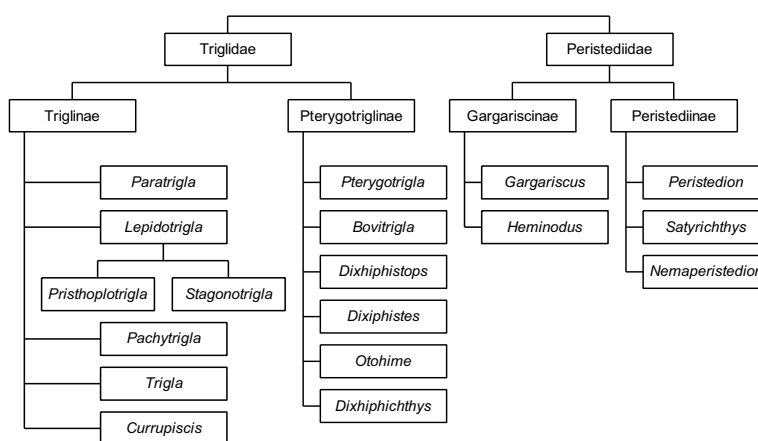 Triglidae
Peristediidae
Triglinae
Pterygotriglinae
Gargariscinae
Peristediinae
Paratrigla
Pterygotrigla
Gargariscus
Peristedion
Lepidotrigla
Bovitrigla
Heminodus
Satyrichthys
Pristhoplotrigla
Stagonotrigla
Dixhiphistops
Nemaperistedion
Pachytrigla
Dixiphistes
Trigla
Otohime
Currupiscis
Dixhiphichthys